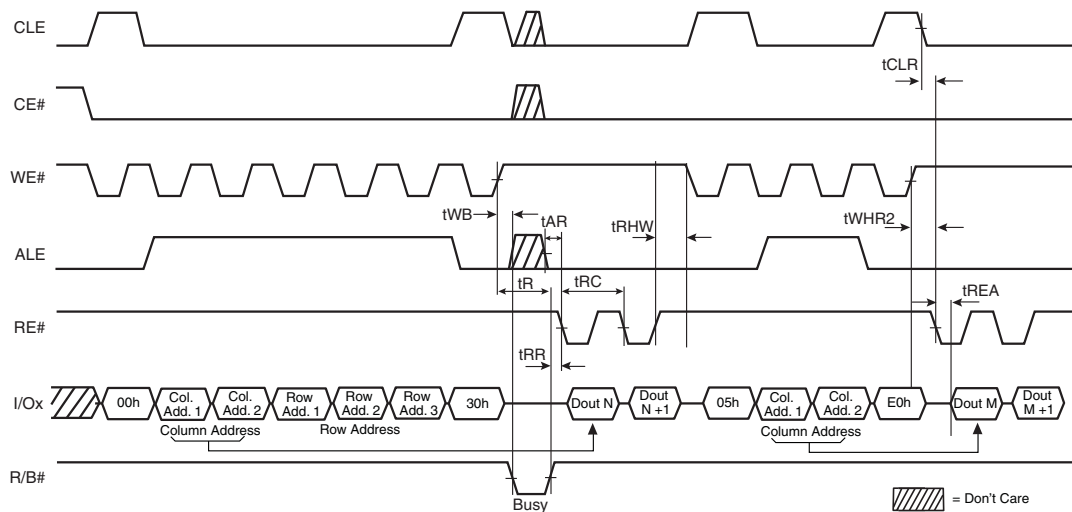 CLE
tCLR
CE#
WE#
tWB
tAR
tRHW
tWHR2
ALE
tR
tRC
tREA
RE#
tRR
I/Ox
00h
Col. Add. 1
Col. Add. 2
Row Add. 1
Row Add. 2
Row Add. 3
30h
Dout N
Dout N +1
05h
Col. Add. 1
Col. Add. 2
E0h
Dout M
Dout M +1
Column Address
Row Address
Column Address
R/B#
Busy
= Don't Care